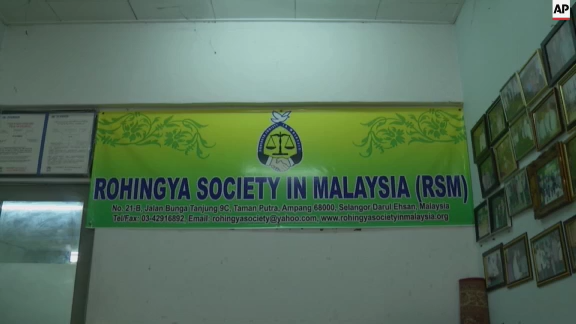 AP
ROHINGYA SOCIETY IN MALAYSIA (RSM)
No. 21-B, Jalan Bunga Tanjung 9C, Taman Putra, Ampang 68000, Selangor Darul Ehsan, Malaysia
Tel/Fax: 03-42916892, Email: rohingyasociety@yahoo.com, www.rohingyasocietyinmalaysia.org